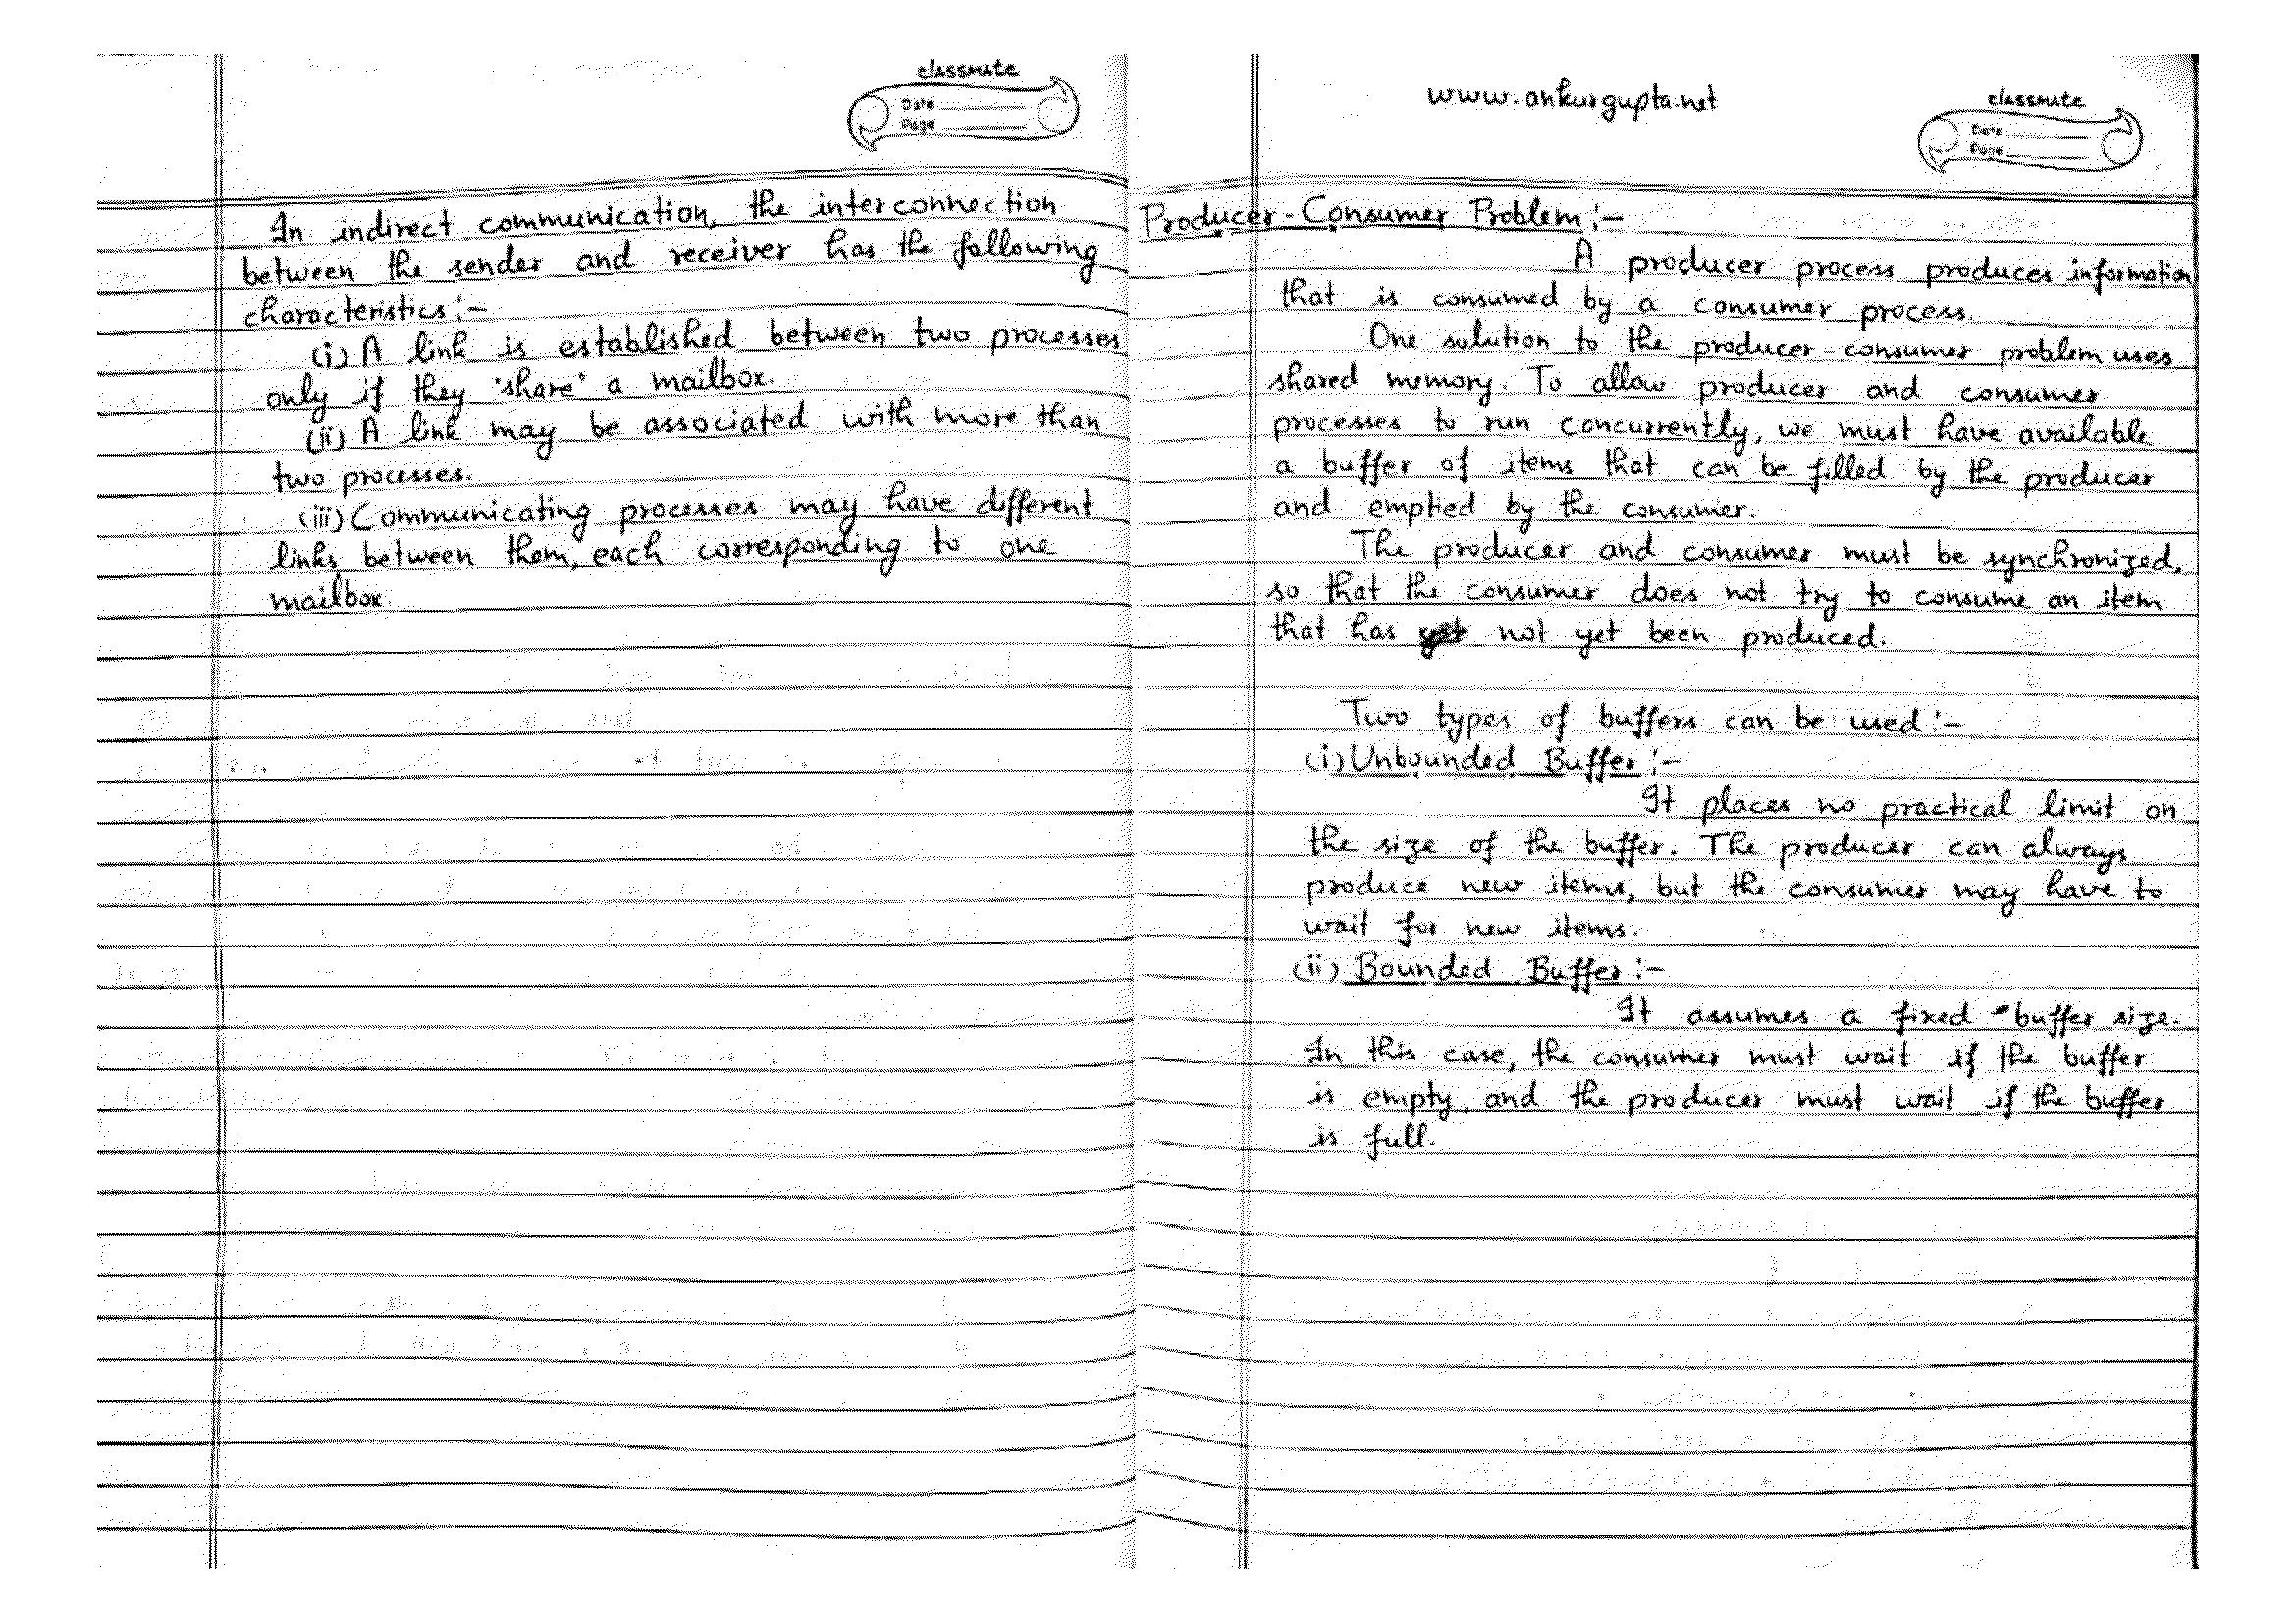 classmate
Date
Page
In indirect communication, the interconnection
between the sender and receiver has the following
characteristics:-
(i) A link is established between two processes
only if they 'share' a mailbox.
(ii) A link may be associated with more than
two processes.
(iii) Communicating processes may have different
links between them, each corresponding to one
mailbox.
www.ankurgupta.net
classmate
Date
Page
Producer-Consumer Problem:-
A producer process produces information
that is consumed by a consumer process.
One solution to the producer-consumer problem uses
shared memory. To allow producer and consumer
processes to run concurrently, we must have available
a buffer of items that can be filled by the producer
and emptied by the consumer.
The producer and consumer must be synchronized,
so that the consumer does not try to consume an item
that has not yet been produced.
Two types of buffers can be used:-
(i) Unbounded Buffer:-
It places no practical limit on
the size of the buffer. The producer can always
produce new items, but the consumer may have to
wait for new items.
(ii) Bounded Buffer:-
It assumes a fixed buffer size.
In this case, the consumer must wait if the buffer
is empty, and the producer must wait if the buffer
is full.